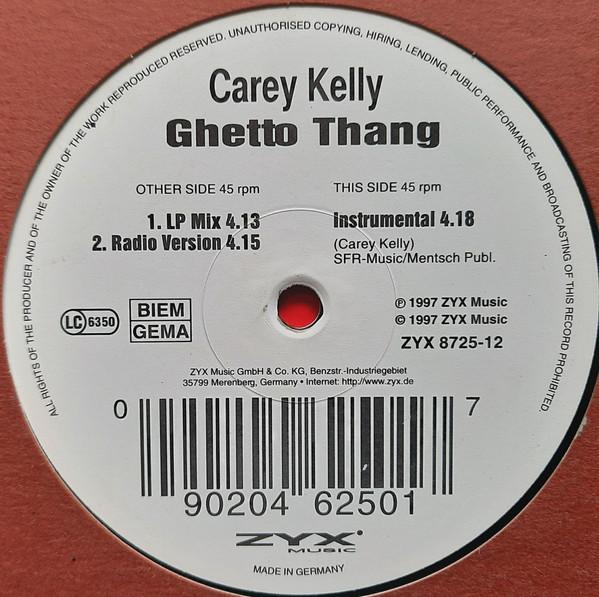 ALL RIGHTS OF THE PRODUCER AND OF THE OWNER OF THE WORK REPRODUCED RESERVED. UNAUTHORISED COPYING, HIRING, LENDING, PUBLIC PERFORMANCE AND BROADCASTING OF THIS RECORD PROHIBITED.
Carey Kelly
Ghetto Thang
OTHER SIDE 45 rpm
1. LP Mix 4.13
2. Radio Version 4.15
THIS SIDE 45 rpm
Instrumental 4.18
(Carey Kelly)
SFR-Music/Mentsch Publ.
LC 6350
BIEM
GEMA
℗ 1997 ZYX Music
© 1997 ZYX Music
ZYX 8725-12
ZYX Music GmbH & Co. KG, Benzstr.-Industriegebiet
35799 Merenberg, Germany • Internet: http://www.zyx.de
0 90204 62501 7
ZYX
MUSIC
MADE IN GERMANY